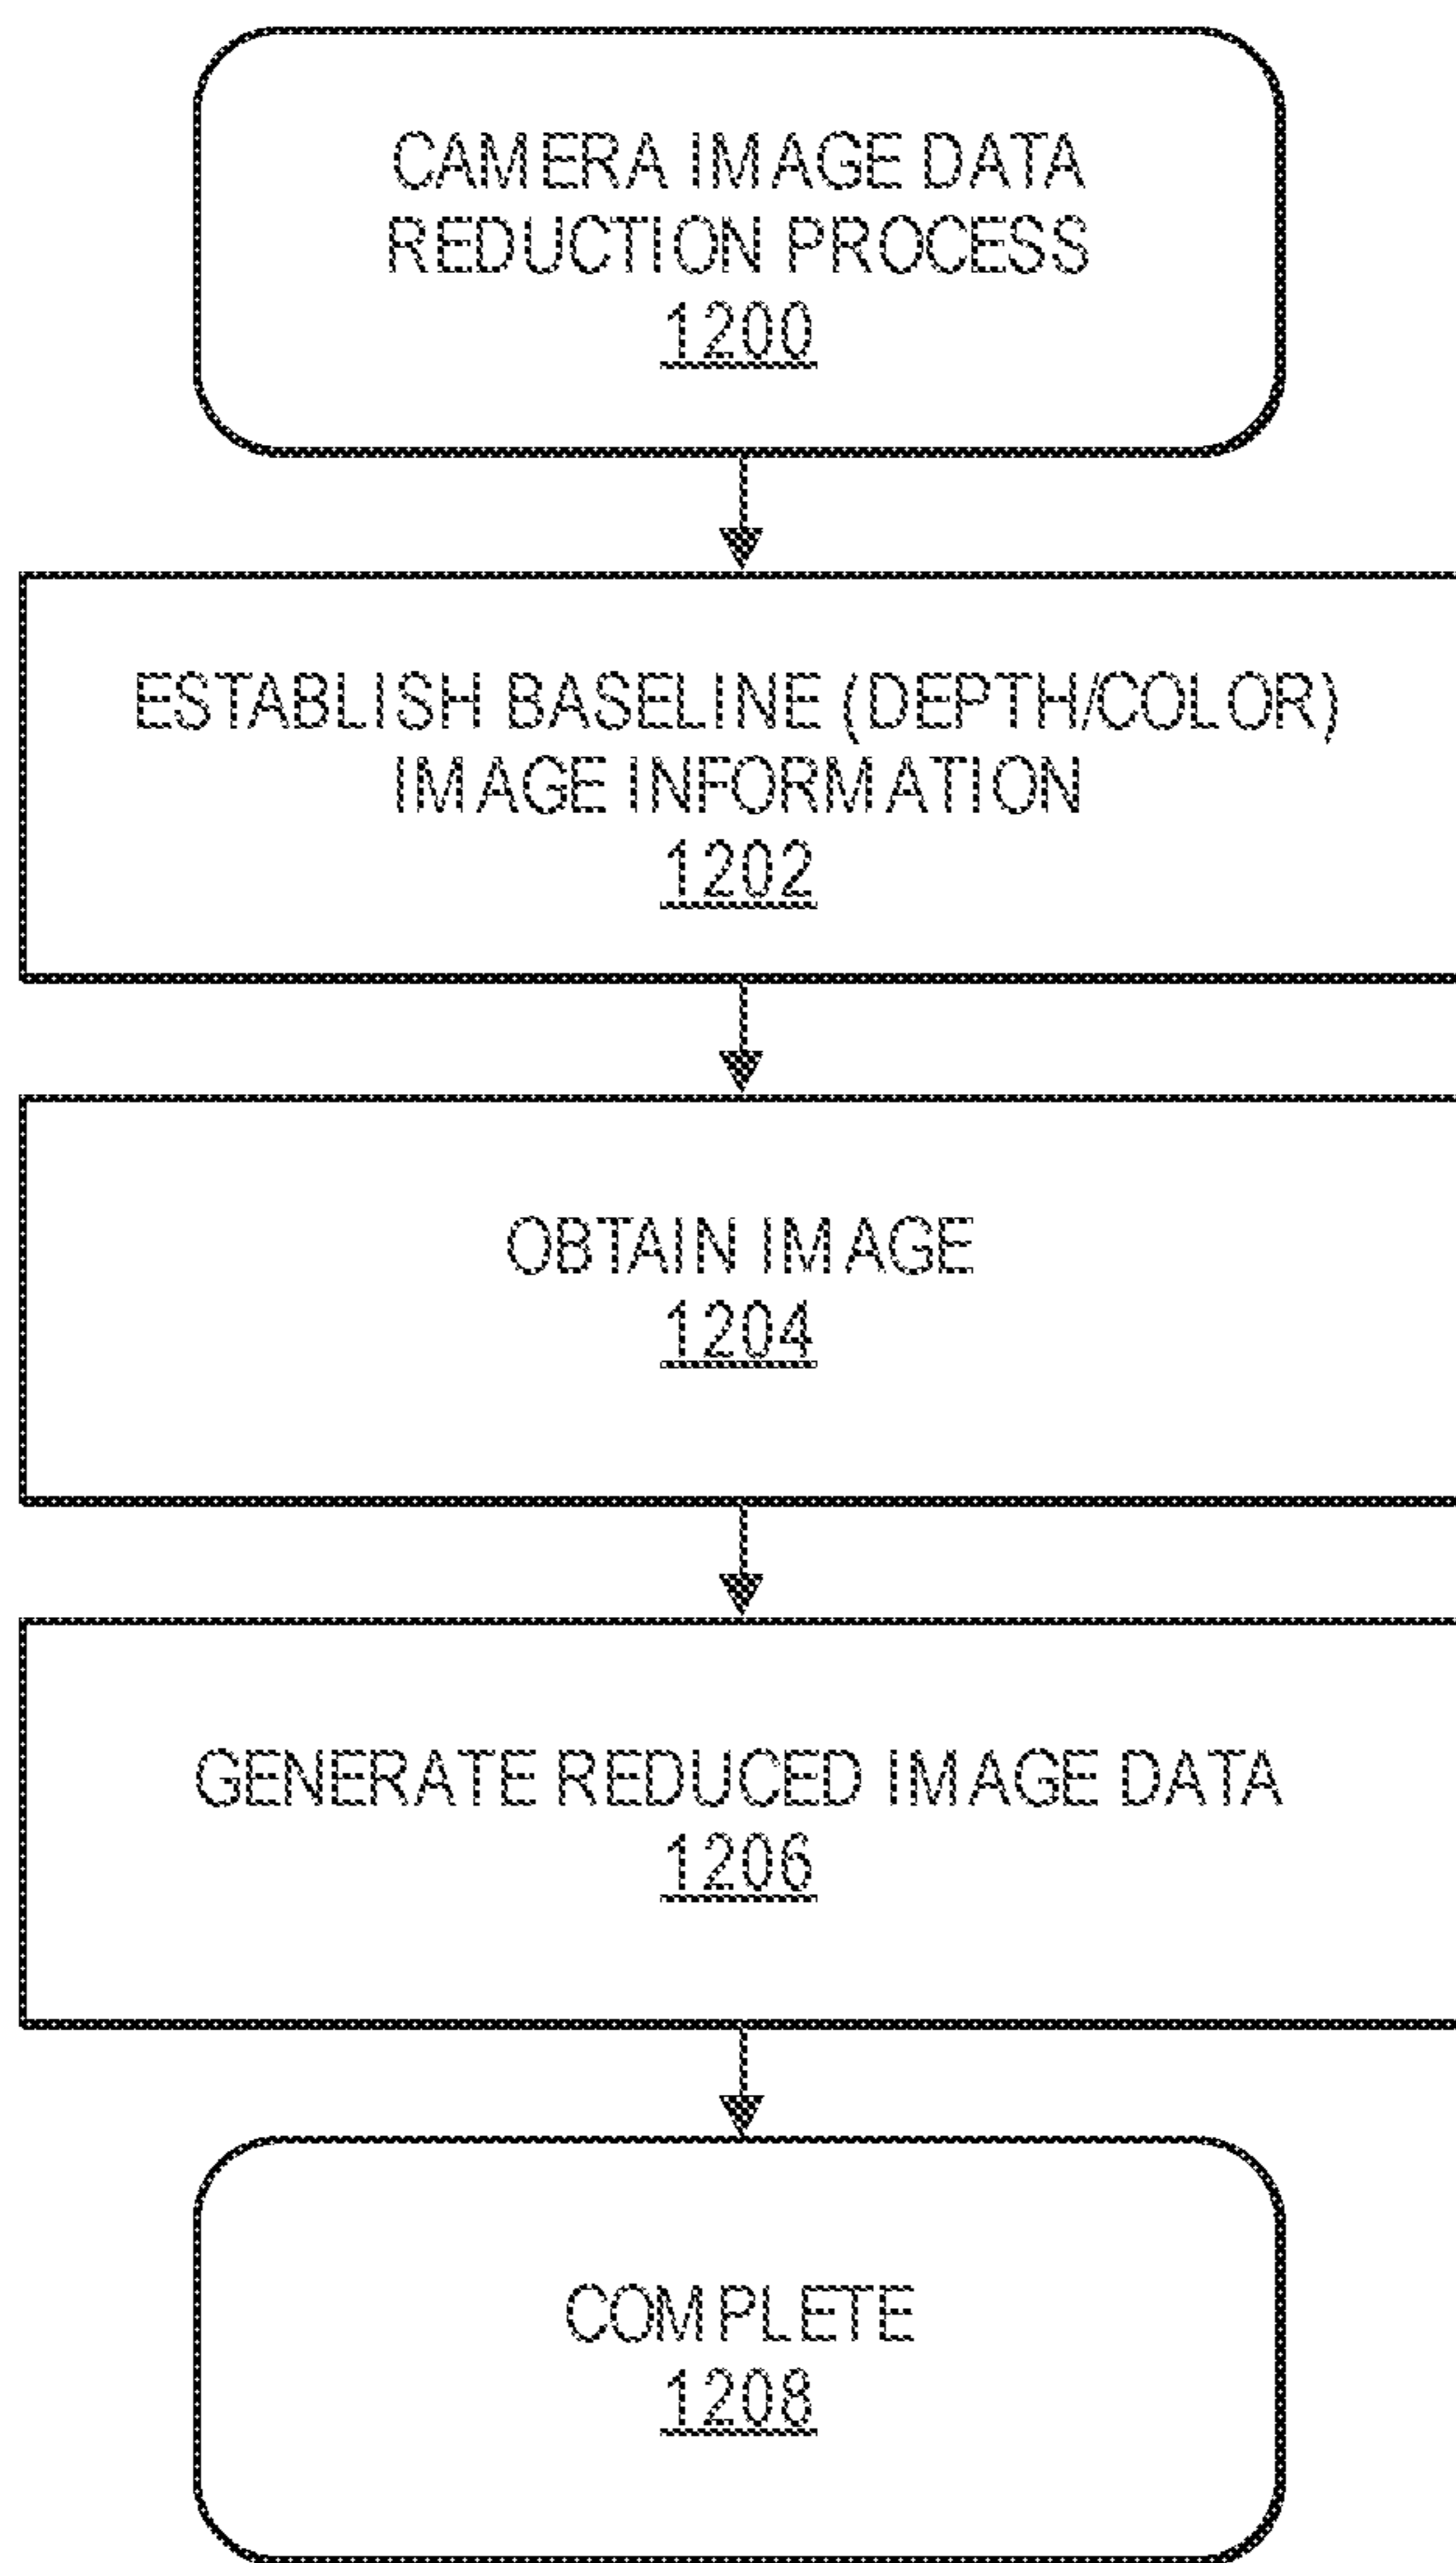 CAMERA IMAGE DATA
REDUCTION PROCESS
1200
ESTABLISH BASELINE (DEPTH/COLOR)
IMAGE INFORMATION
1202
OBTAIN IMAGE
1204
GENERATE REDUCED IMAGE DATA
1206
COMPLETE
1208